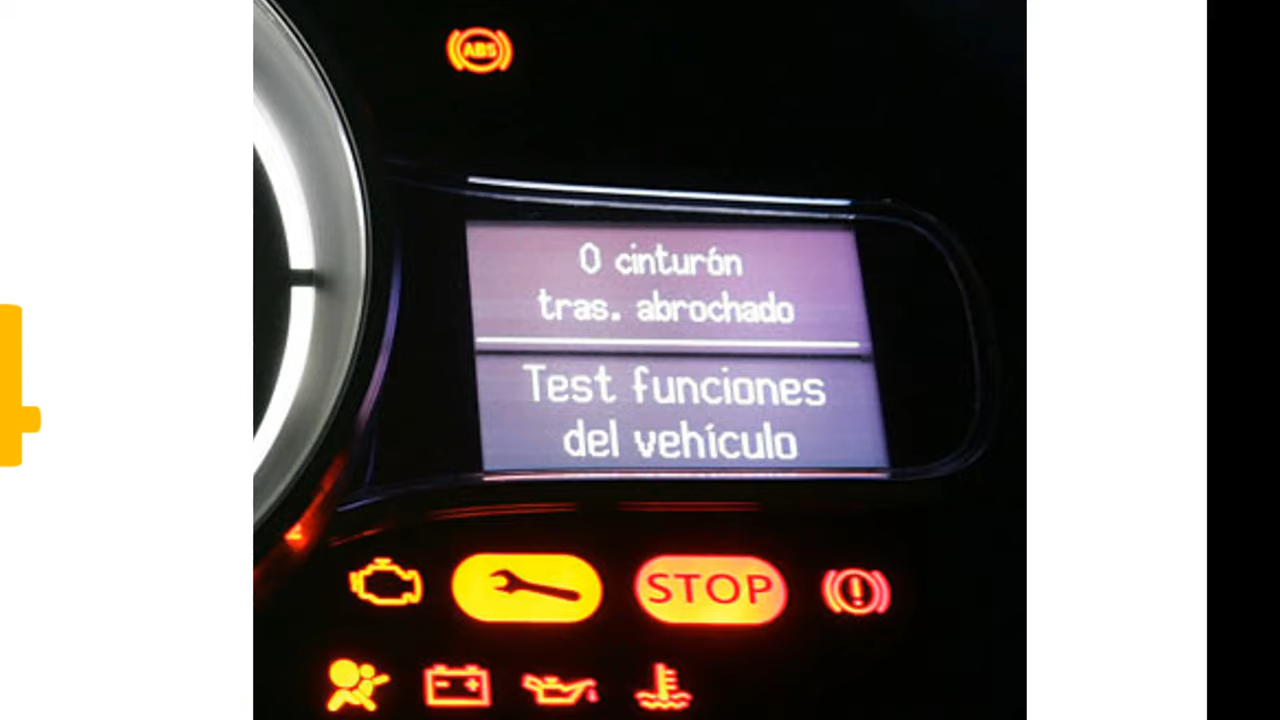 ABS
0 cinturón
tras. abrochado
Test funciones
del vehículo
STOP